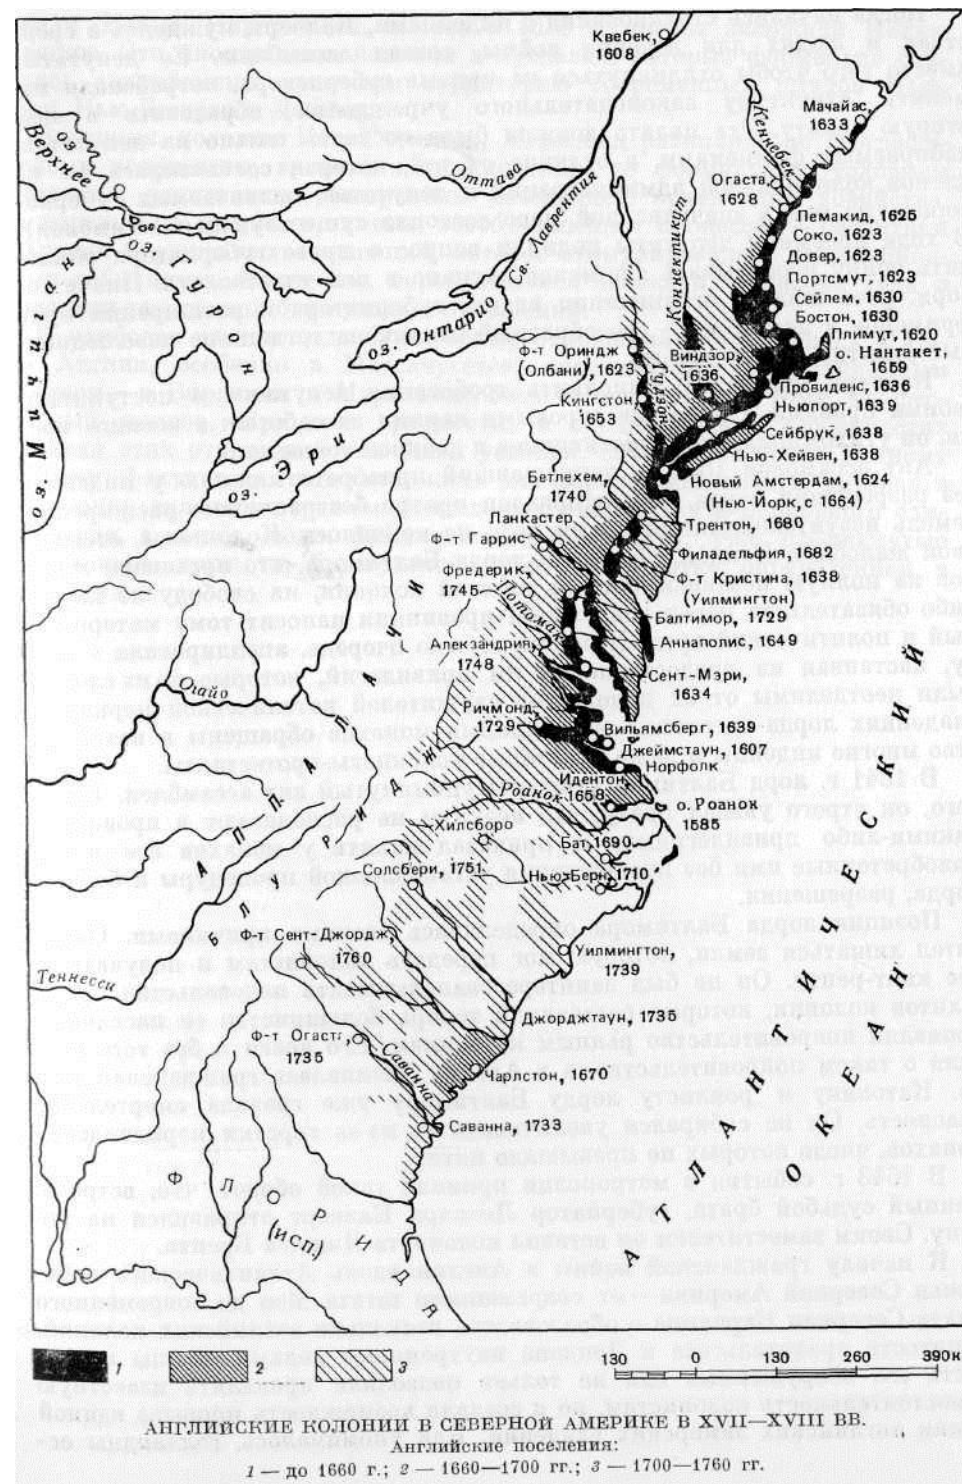 Квебек,
1608
Мачайас,
1633
Кеннебек
оз.
Верхнее
Оттава
Св. Лаврентия
Огаста,
1628
Пемакид, 1625
Соко, 1623
Довер, 1623
Портсмут, 1623
Сейлем, 1630
Бостон, 1630
Плимут, 1620
о. Нантакет,
1659
Коннектикут
оз. Гурон
оз. Мичиган
оз. Онтарио
Ф-т Ориндж
(Олбани), 1623
Виндзор,
1636
Провиденс, 1636
Ньюпорт, 1639
Кингстон
1653
Сейбрук, 1638
Нью-Хейвен, 1638
оз. Эри
Бетлехем,
1740
Новый Амстердам, 1624
(Нью-Йорк, с 1664)
Ланкастер
Трентон, 1680
Ф-т Гаррис
Филадельфия, 1682
Фредерик,
1745
Ф-т Кристина, 1638
(Уилмингтон)
Потомак
Балтимор, 1729
Аннаполис, 1649
Александрия,
1748
Сент-Мэри,
1634
Огайо
Ричмонд,
1729
Вильямсберг, 1639
Джеймстаун, 1607
Норфолк
Идентон,
1658
Роанок
о. Роанок
1585
АППАЛАЧИ
БЛУ РИДЖ
Хилсборо
Бат, 1690
Солсбери, 1751
Нью-Берн, 1710
Ф-т Сент-Джордж,
1760
Уилмингтон,
1739
Теннесси
Джорджтаун, 1735
Ф-т Огаст,
1735
Саванна
Чарлстон, 1670
Саванна, 1733
ФЛОРИДА
(ИСП)
АТЛАНТИЧЕСКИЙ
ОКЕАН
1
2
3
130 0 130 260 390к
АНГЛИЙСКИЕ КОЛОНИИ В СЕВЕРНОЙ АМЕРИКЕ В XVII—XVIII ВВ.
Английские поселения:
1 — до 1660 г.; 2 — 1660—1700 гг.; 3 — 1700—1760 гг.